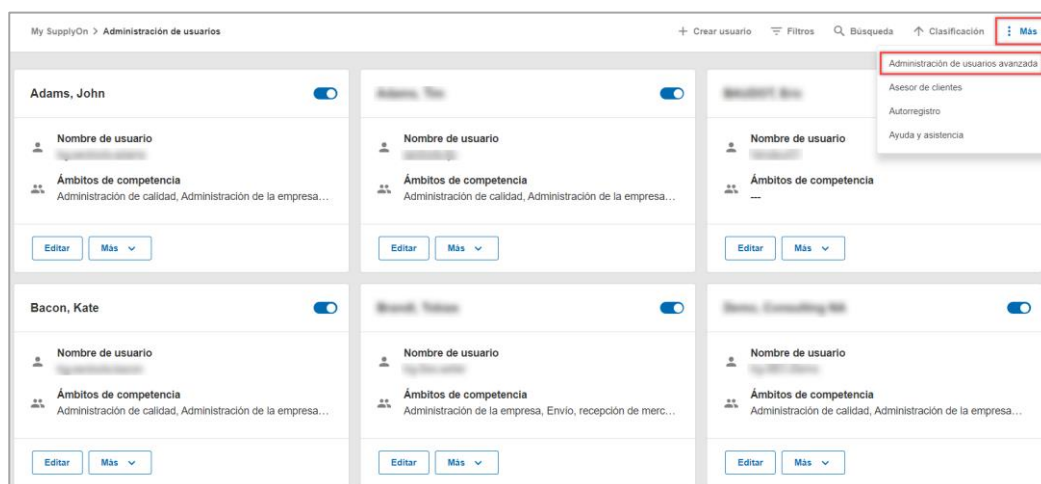 My SupplyOn > Administración de usuarios
+ Crear usuario Filtros Búsqueda Clasificación Más
Administración de usuarios avanzada
Asesor de clientes
Autorregistro
Ayuda y asistencia
Adams, John
Nombre de usuario
Ámbitos de competencia
Administración de calidad, Administración de la empresa...
Editar Más
Nombre de usuario
Ámbitos de competencia
Administración de calidad, Administración de la empresa...
Editar Más
Nombre de usuario
Ámbitos de competencia
---
Editar Más
Bacon, Kate
Nombre de usuario
Ámbitos de competencia
Administración de calidad, Administración de la empresa...
Editar Más
Nombre de usuario
Ámbitos de competencia
Administración de la empresa, Envío, recepción de merc...
Editar Más
Nombre de usuario
Ámbitos de competencia
Administración de calidad, Administración de la empresa...
Editar Más